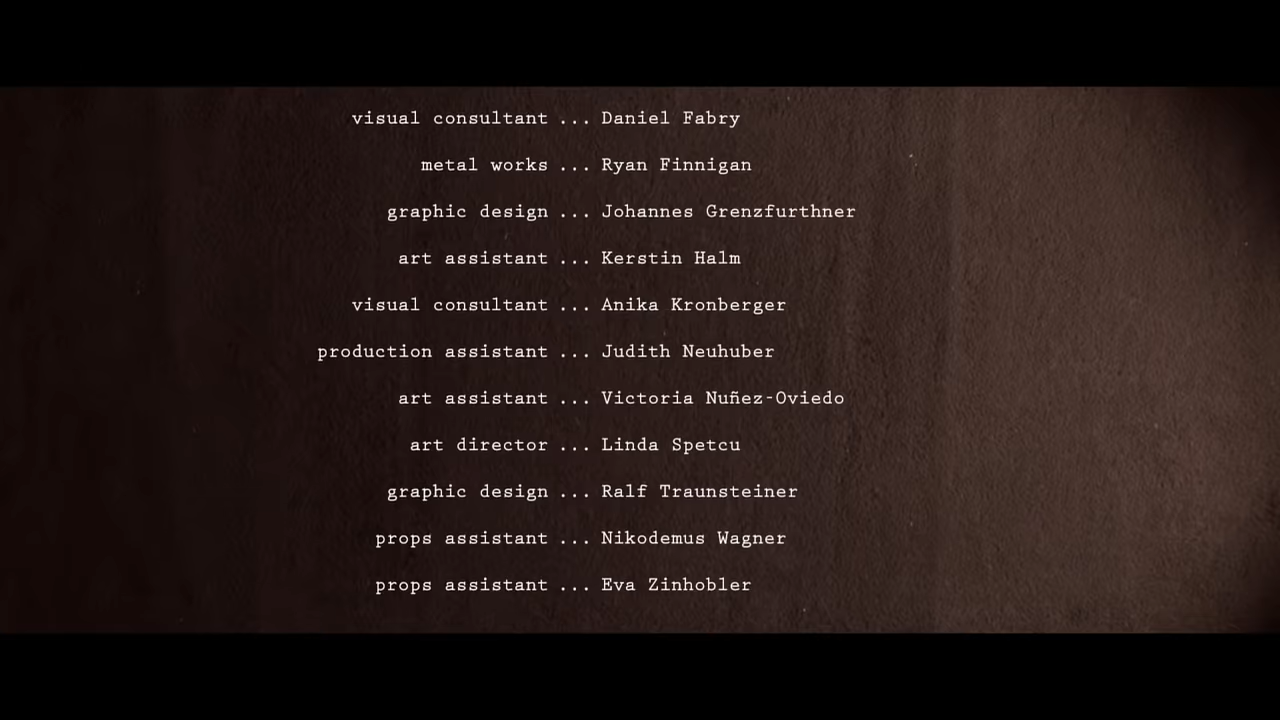 visual consultant ... Daniel Fabry
metal works ... Ryan Finnigan
graphic design ... Johannes Grenzfurthner
art assistant ... Kerstin Halm
visual consultant ... Anika Kronberger
production assistant ... Judith Neuhuber
art assistant ... Victoria Nuñez-Oviedo
art director ... Linda Spetcu
graphic design ... Ralf Traunsteiner
props assistant ... Nikodemus Wagner
props assistant ... Eva Zinhobler